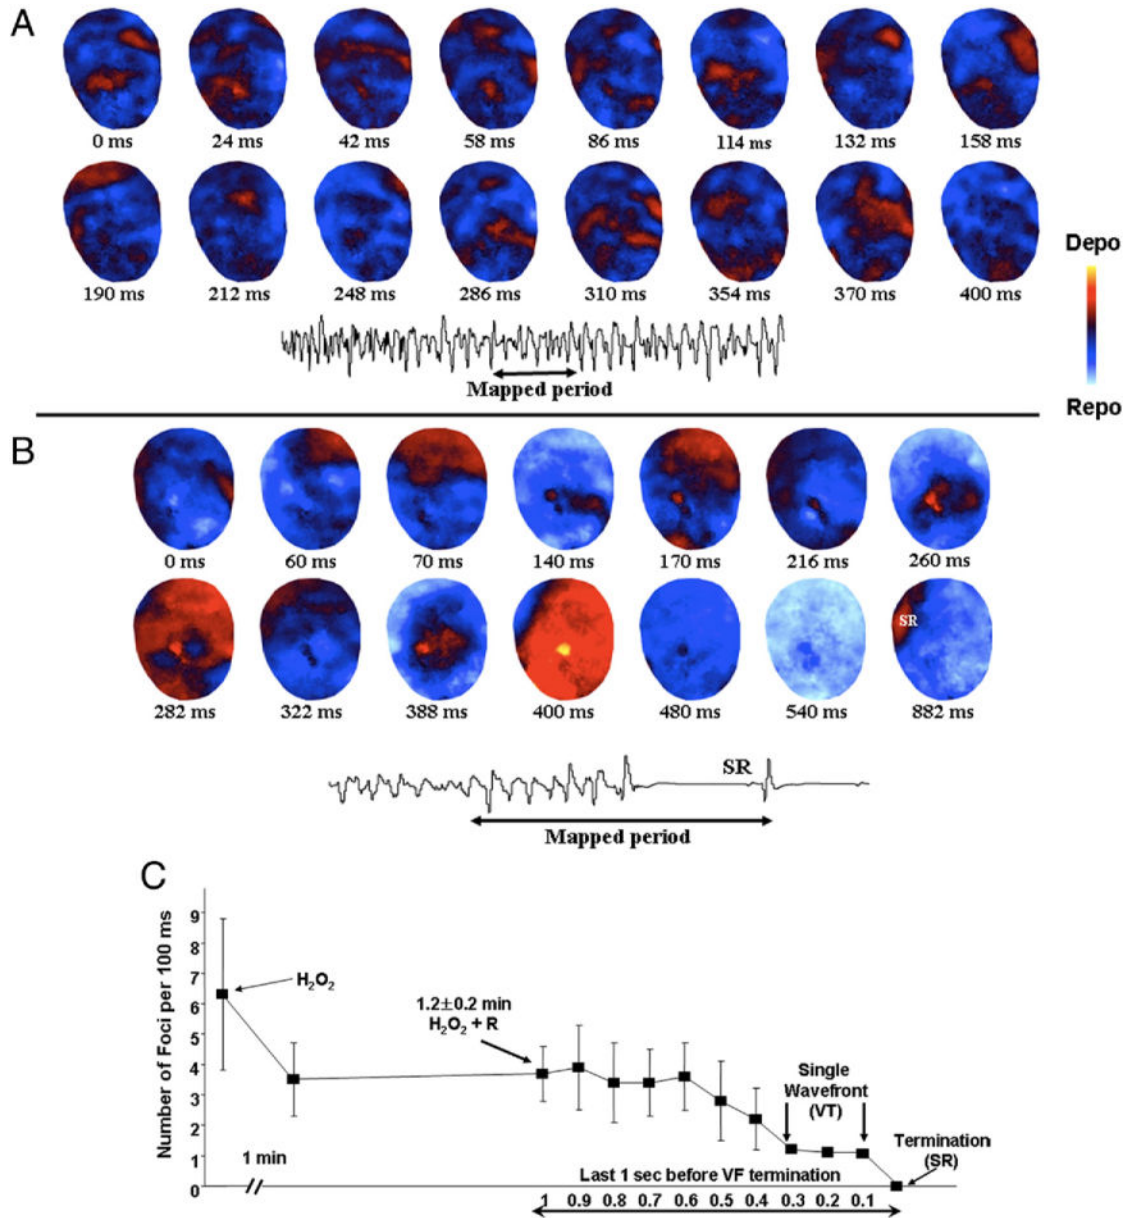 A
0 ms 24 ms 42 ms 58 ms 86 ms 114 ms 132 ms 158 ms
190 ms 212 ms 248 ms 286 ms 310 ms 354 ms 370 ms 400 ms
Depo
Repo
Mapped period
B
0 ms 60 ms 70 ms 140 ms 170 ms 216 ms 260 ms
SR
282 ms 322 ms 388 ms 400 ms 480 ms 540 ms 882 ms
SR
Mapped period
C
Number of Foci per 100 ms
9
8
7
6
5
4
3
2
1
0
H₂O₂
1.2±0.2 min
H₂O₂ + R
Single
Wavefront
(VT)
Termination
(SR)
1 min
Last 1 sec before VF termination
1 0.9 0.8 0.7 0.6 0.5 0.4 0.3 0.2 0.1